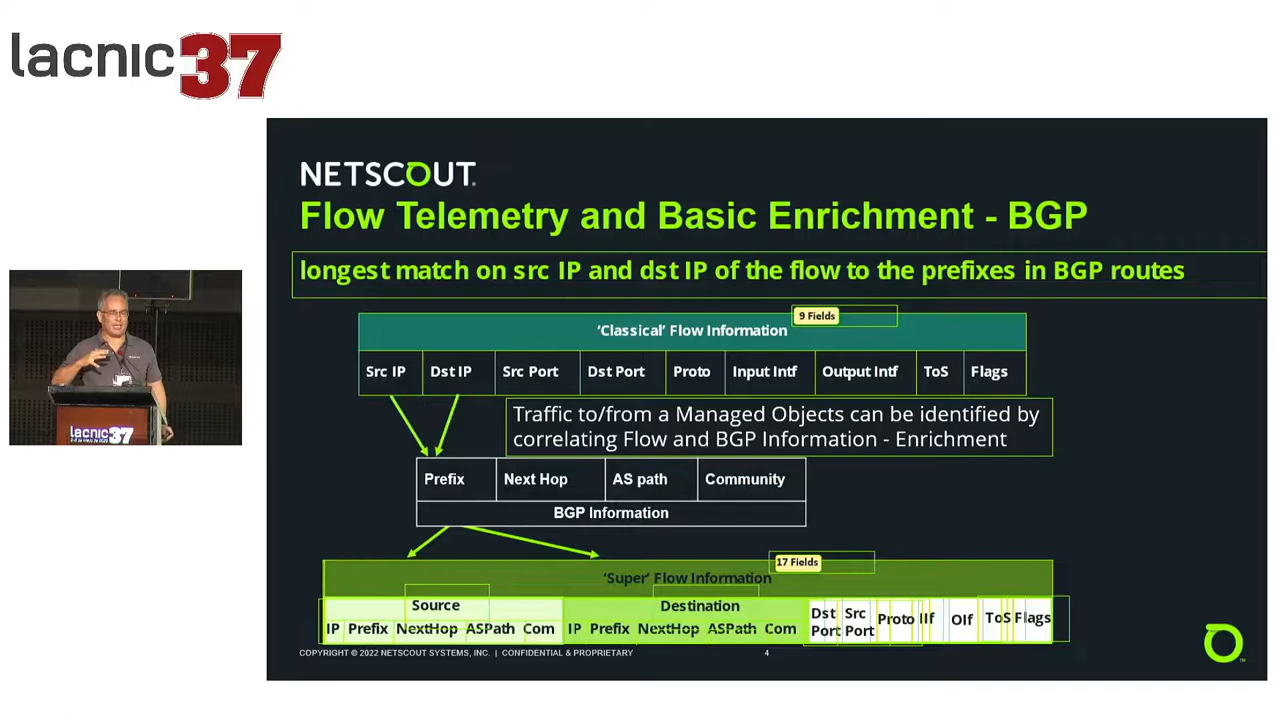 lacnic37
NETSCOUT.
Flow Telemetry and Basic Enrichment - BGP
longest match on src IP and dst IP of the flow to the prefixes in BGP routes
9 Fields
‘Classical’ Flow Information
Src IP Dst IP Src Port Dst Port Proto Input Intf Output Intf ToS Flags
Traffic to/from a Managed Objects can be identified by
correlating Flow and BGP Information - Enrichment
Prefix Next Hop AS path Community
BGP Information
lacnic37
17 Fields
‘Super’ Flow Information
Source Destination
IP Prefix NextHop ASPath Com IP Prefix NextHop ASPath Com Dst Port Src Port Proto IIf OIf ToS Flags
COPYRIGHT © 2022 NETSCOUT SYSTEMS, INC. | CONFIDENTIAL & PROPRIETARY 4